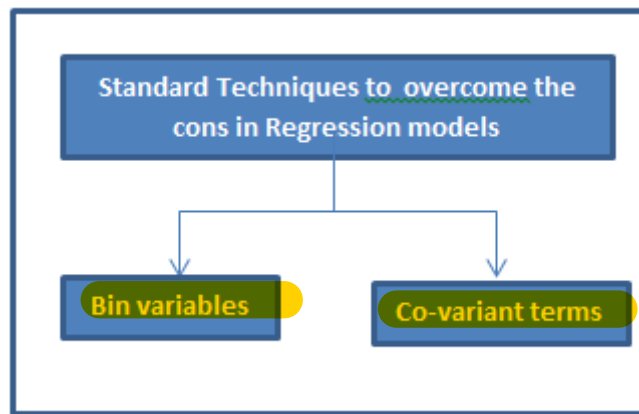 Standard Techniques to overcome the
cons in Regression models
Bin variables
Co-variant terms